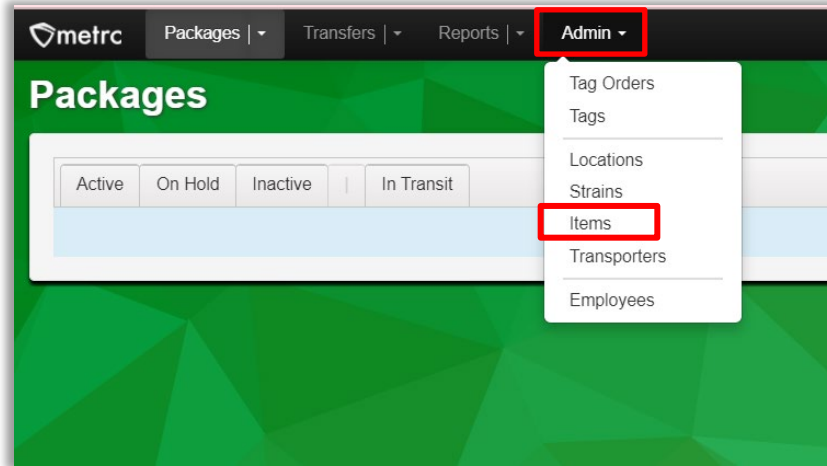 metrc Packages | Transfers | Reports | Admin
Packages
Tag Orders
Tags
Active On Hold Inactive | In Transit
Locations
Strains
Items
Transporters
Employees